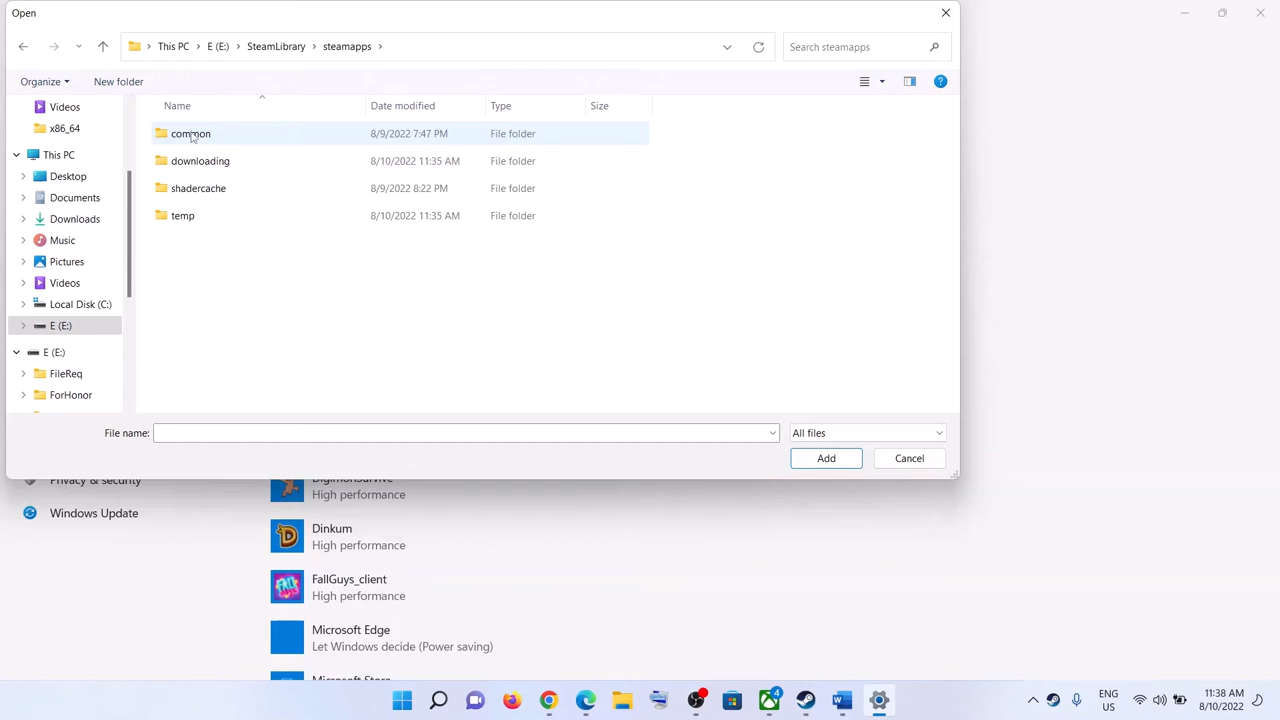 Open
This PC
E (E:)
SteamLibrary
steamapps
Search steamapps
Organize
New folder
Name
Date modified
Type
Size
Videos
x86_64
This PC
Desktop
Documents
Downloads
Music
Pictures
Videos
Local Disk (C:)
E (E:)
E (E:)
FileReq
ForHonor
common 8/9/2022 7:47 PM File folder
downloading 8/10/2022 11:35 AM File folder
shadercache 8/9/2022 8:22 PM File folder
temp 8/10/2022 11:35 AM File folder
File name:
All files
Add
Cancel
Privacy & security
Windows Update
DigimonSurvive
High performance
Dinkum
High performance
FallGuys_client
High performance
Microsoft Edge
Let Windows decide (Power saving)
Microsoft Store
4
ENG
US
11:38 AM
8/10/2022